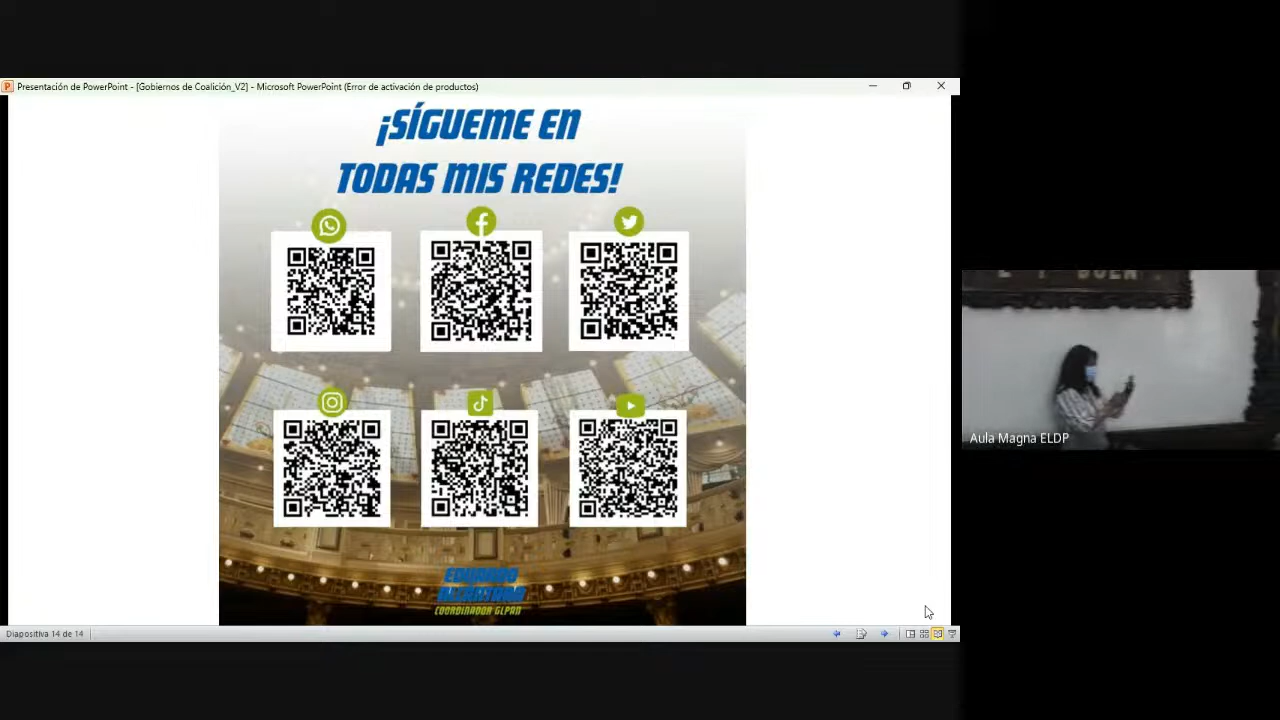 Presentación de PowerPoint - [Gobiernos de Coalición_V2] - Microsoft PowerPoint (Error de activación de productos)
¡SÍGUEME EN
TODAS MIS REDES!
EDUARDO
ALCÁNTARA
COORDINADOR GLPAN
Aula Magna ELDP
Diapositiva 14 de 14